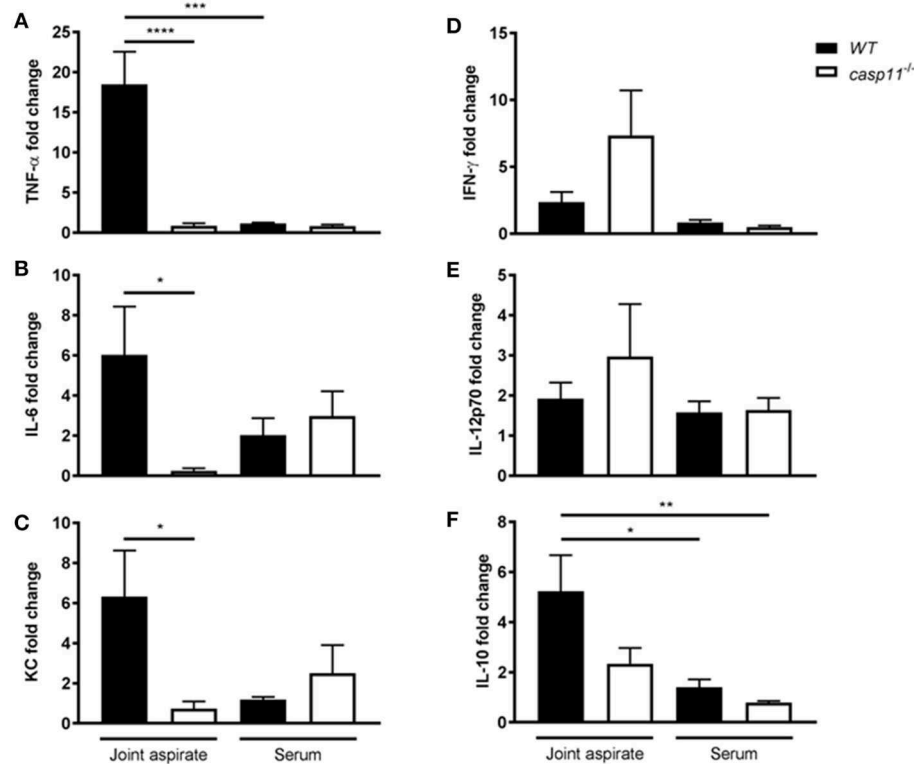 A
***
****
TNF-α fold change
25
20
15
10
5
0
B
*
IL-6 fold change
10
8
6
4
2
0
C
*
KC fold change
10
8
6
4
2
0
Joint aspirate
Serum
D
IFN-γ fold change
15
10
5
0
WT
casp11-/-
E
IL-12p70 fold change
5
4
3
2
1
0
F
**
*
IL-10 fold change
8
6
4
2
0
Joint aspirate
Serum